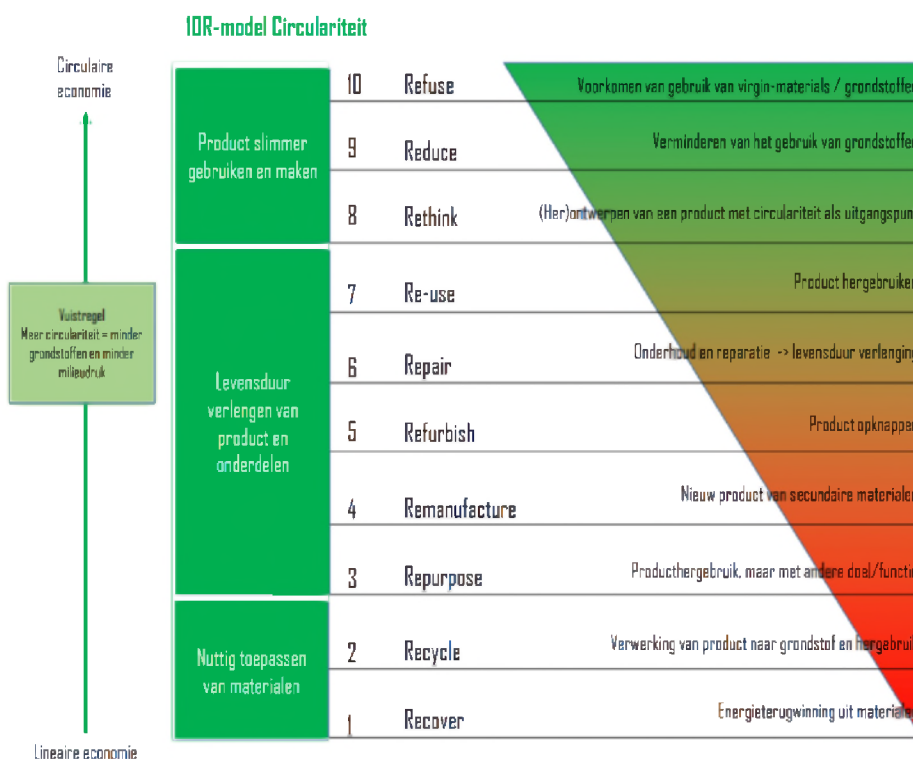 10R-model Circulariteit
Circulaire
economie
Vuistregel
Meer circulariteit = minder
grondstoffen en minder
milieudruk
Lineaire economie
Product slimmer
gebruiken en maken
10 Refuse Voorkomen van gebruik van virgin-materials / grondstoffe
9 Reduce Verminderen van het gebruik van grondstoffe
8 Rethink (Her)ontwerpen van een product met circulariteit als uitgangspun
Levensduur
verlengen van
product en
onderdelen
7 Re-use Product hergebruike
6 Repair Onderhoud en reparatie -> levensduur verlenging
5 Refurbish Product opknappe
4 Remanufacture Nieuw product van secundaire materiale
3 Repurpose Producthergebruik, maar met andere doel/functi
Nuttig toepassen
van materialen
2 Recycle Verwerking van product naar grondstof en hergebrui
1 Recover Energieterugwinning uit materiale